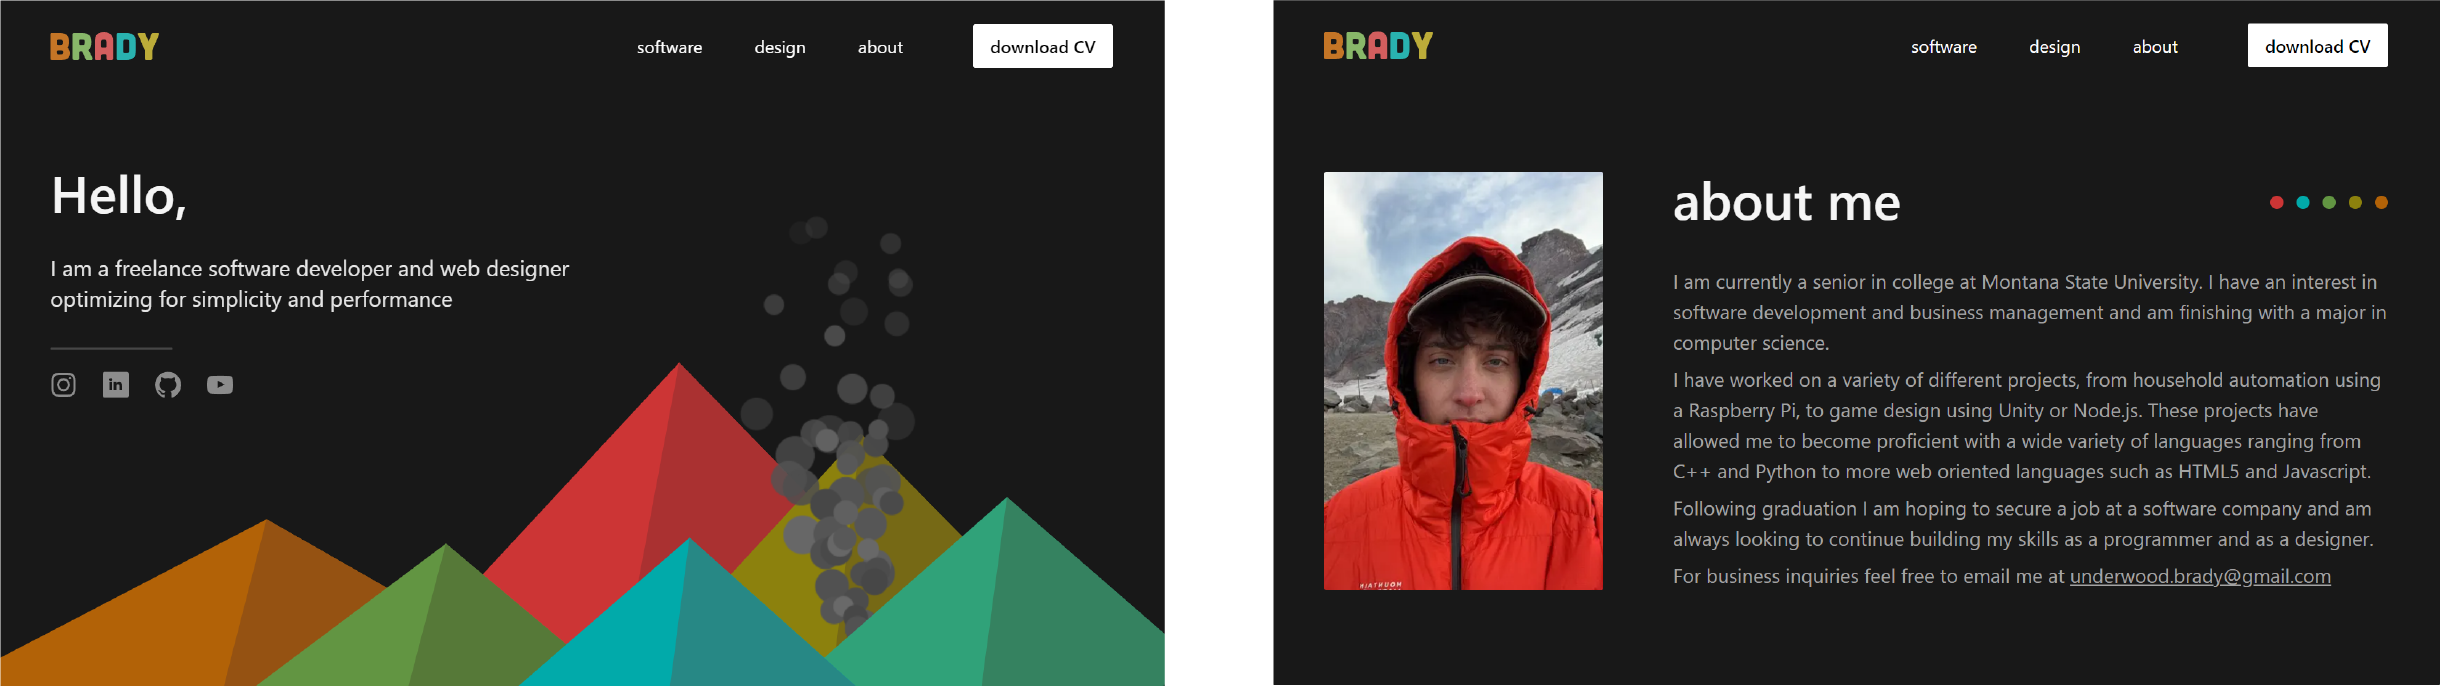 BRADY
software
design
about
download CV
Hello,
I am a freelance software developer and web designer
optimizing for simplicity and performance
in
BRADY
software
design
about
download CV
about me
I am currently a senior in college at Montana State University. I have an interest in
software development and business management and am finishing with a major in
computer science.
I have worked on a variety of different projects, from household automation using
a Raspberry Pi, to game design using Unity or Node.js. These projects have
allowed me to become proficient with a wide variety of languages ranging from
C++ and Python to more web oriented languages such as HTML5 and Javascript.
Following graduation I am hoping to secure a job at a software company and am
always looking to continue building my skills as a programmer and as a designer.
For business inquiries feel free to email me at underwood.brady@gmail.com